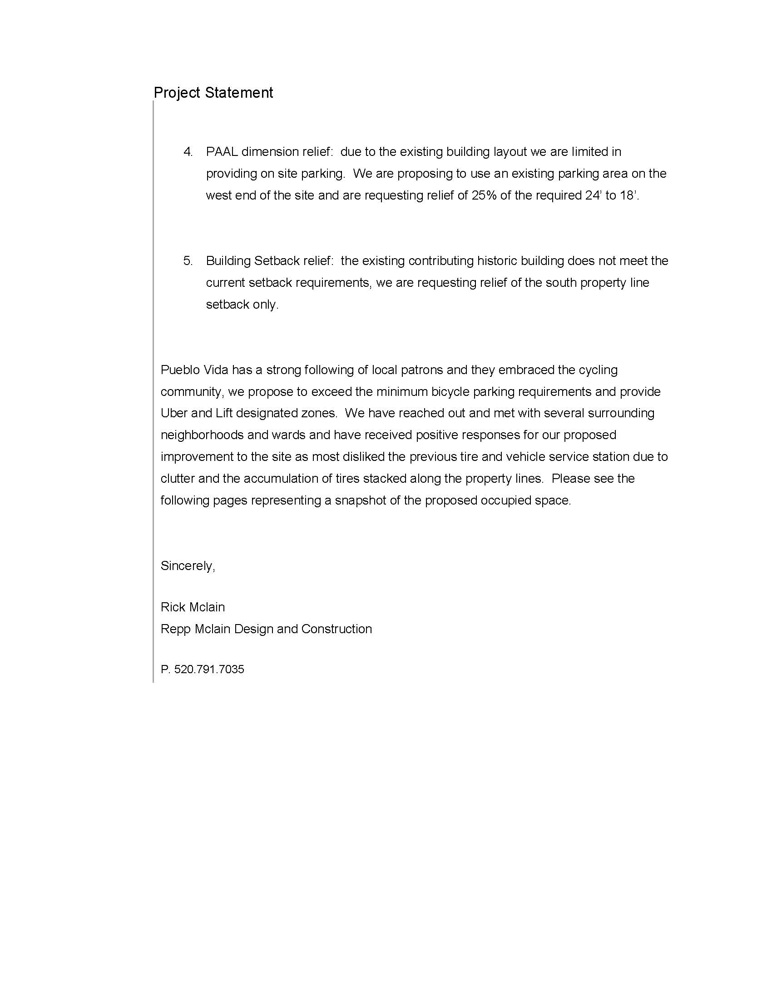 Project Statement
4. PAAL dimension relief:  due to the existing building layout we are limited in
providing on site parking.  We are proposing to use an existing parking area on the
west end of the site and are requesting relief of 25% of the required 24’ to 18’.
5. Building Setback relief:  the existing contributing historic building does not meet the
current setback requirements, we are requesting relief of the south property line
setback only.
Pueblo Vida has a strong following of local patrons and they embraced the cycling
community, we propose to exceed the minimum bicycle parking requirements and provide
Uber and Lift designated zones.  We have reached out and met with several surrounding
neighborhoods and wards and have received positive responses for our proposed
improvement to the site as most disliked the previous tire and vehicle service station due to
clutter and the accumulation of tires stacked along the property lines.  Please see the
following pages representing a snapshot of the proposed occupied space.
Sincerely,
Rick Mclain
Repp Mclain Design and Construction
P. 520.791.7035